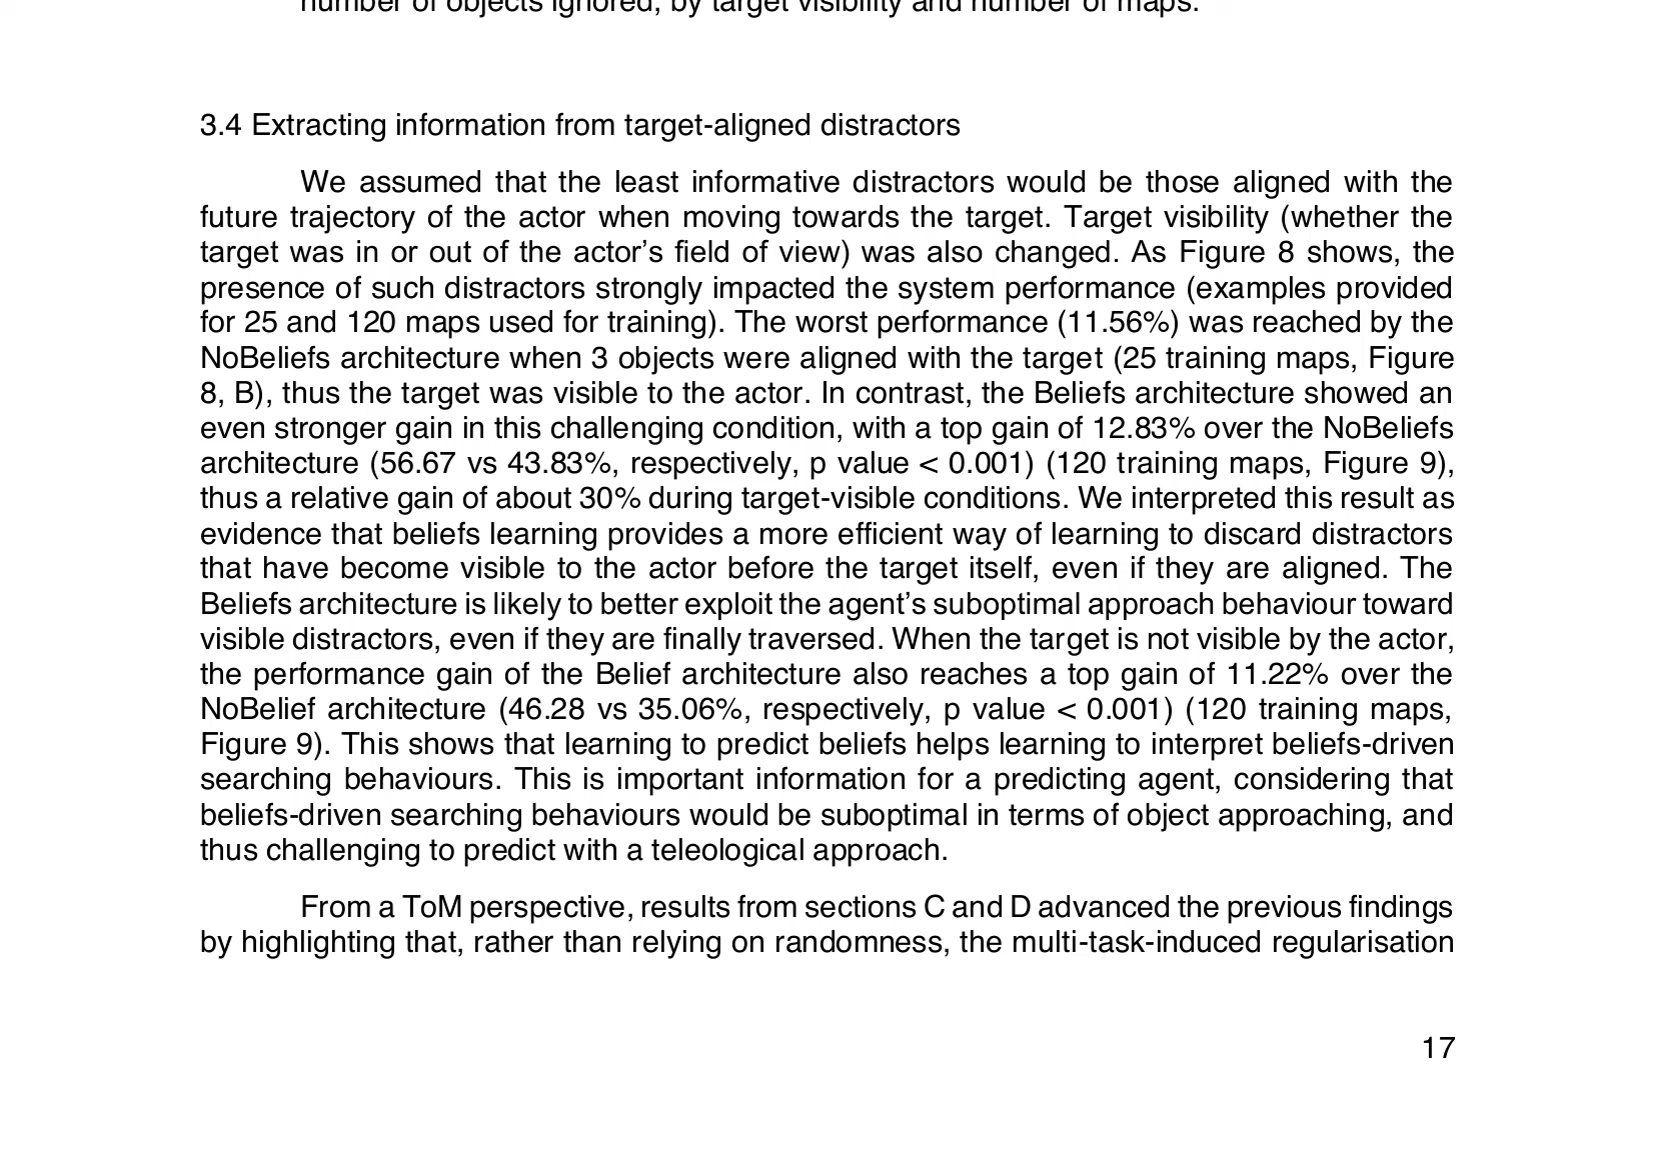 number of objects ignored, by target visibility and number of maps.
3.4 Extracting information from target-aligned distractors
We assumed that the least informative distractors would be those aligned with the
future trajectory of the actor when moving towards the target. Target visibility (whether the
target was in or out of the actor’s field of view) was also changed. As Figure 8 shows, the
presence of such distractors strongly impacted the system performance (examples provided
for 25 and 120 maps used for training). The worst performance (11.56%) was reached by the
NoBeliefs architecture when 3 objects were aligned with the target (25 training maps, Figure
8, B), thus the target was visible to the actor. In contrast, the Beliefs architecture showed an
even stronger gain in this challenging condition, with a top gain of 12.83% over the NoBeliefs
architecture (56.67 vs 43.83%, respectively, p value < 0.001) (120 training maps, Figure 9),
thus a relative gain of about 30% during target-visible conditions. We interpreted this result as
evidence that beliefs learning provides a more efficient way of learning to discard distractors
that have become visible to the actor before the target itself, even if they are aligned. The
Beliefs architecture is likely to better exploit the agent’s suboptimal approach behaviour toward
visible distractors, even if they are finally traversed. When the target is not visible by the actor,
the performance gain of the Belief architecture also reaches a top gain of 11.22% over the
NoBelief architecture (46.28 vs 35.06%, respectively, p value < 0.001) (120 training maps,
Figure 9). This shows that learning to predict beliefs helps learning to interpret beliefs-driven
searching behaviours. This is important information for a predicting agent, considering that
beliefs-driven searching behaviours would be suboptimal in terms of object approaching, and
thus challenging to predict with a teleological approach.
From a ToM perspective, results from sections C and D advanced the previous findings
by highlighting that, rather than relying on randomness, the multi-task-induced regularisation
17